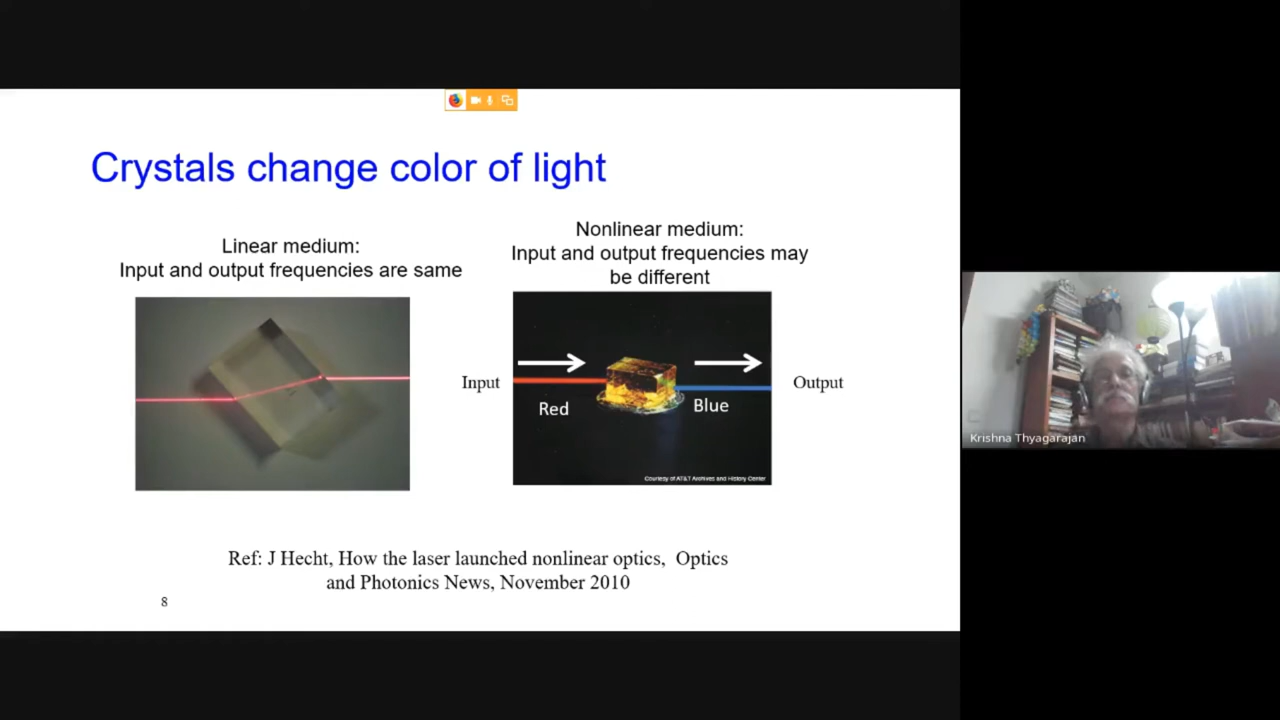 Crystals change color of light
Linear medium:
Input and output frequencies are same
Nonlinear medium:
Input and output frequencies may
be different
Input
Red
Blue
Output
Courtesy of AT&T Archives and History Center
Ref: J Hecht, How the laser launched nonlinear optics, Optics
and Photonics News, November 2010
8
Krishna Thyagarajan